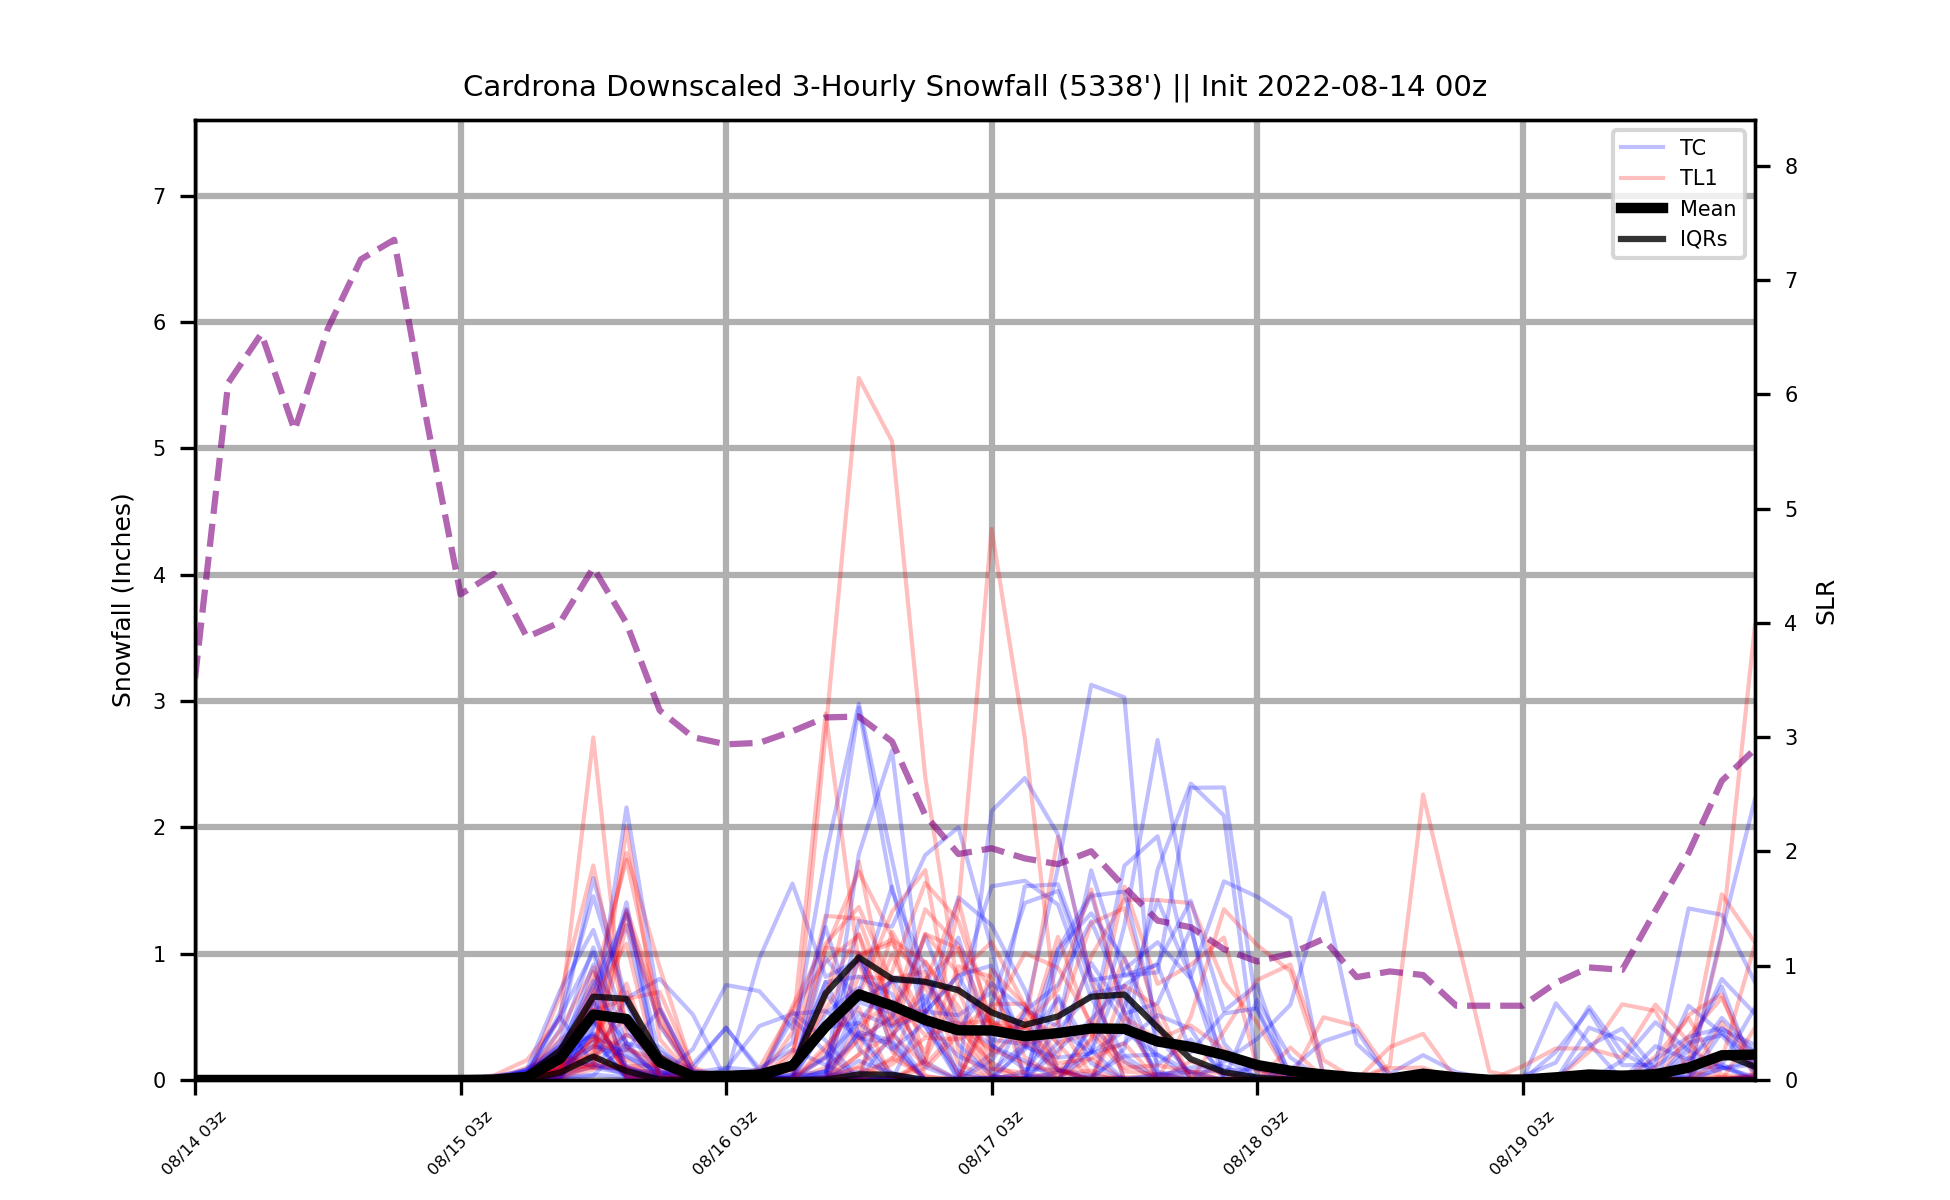 Cardrona Downscaled 3-Hourly Snowfall (5338') || Init 2022-08-14 00z
TC
TL1
Mean
IQRs
Snowfall (Inches)
7
6
5
4
3
2
1
0
SLR
8
7
6
5
4
3
2
1
0
08/14 03z
08/15 03z
08/16 03z
08/17 03z
08/18 03z
08/19 03z